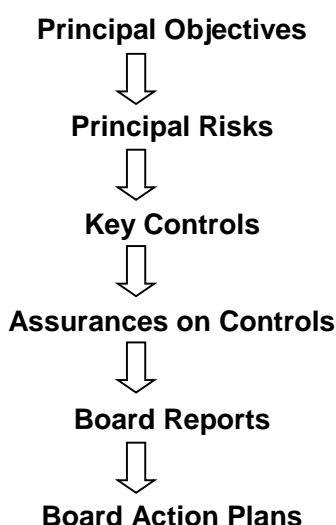 Principal Objectives
Principal Risks
Key Controls
Assurances on Controls
Board Reports
Board Action Plans